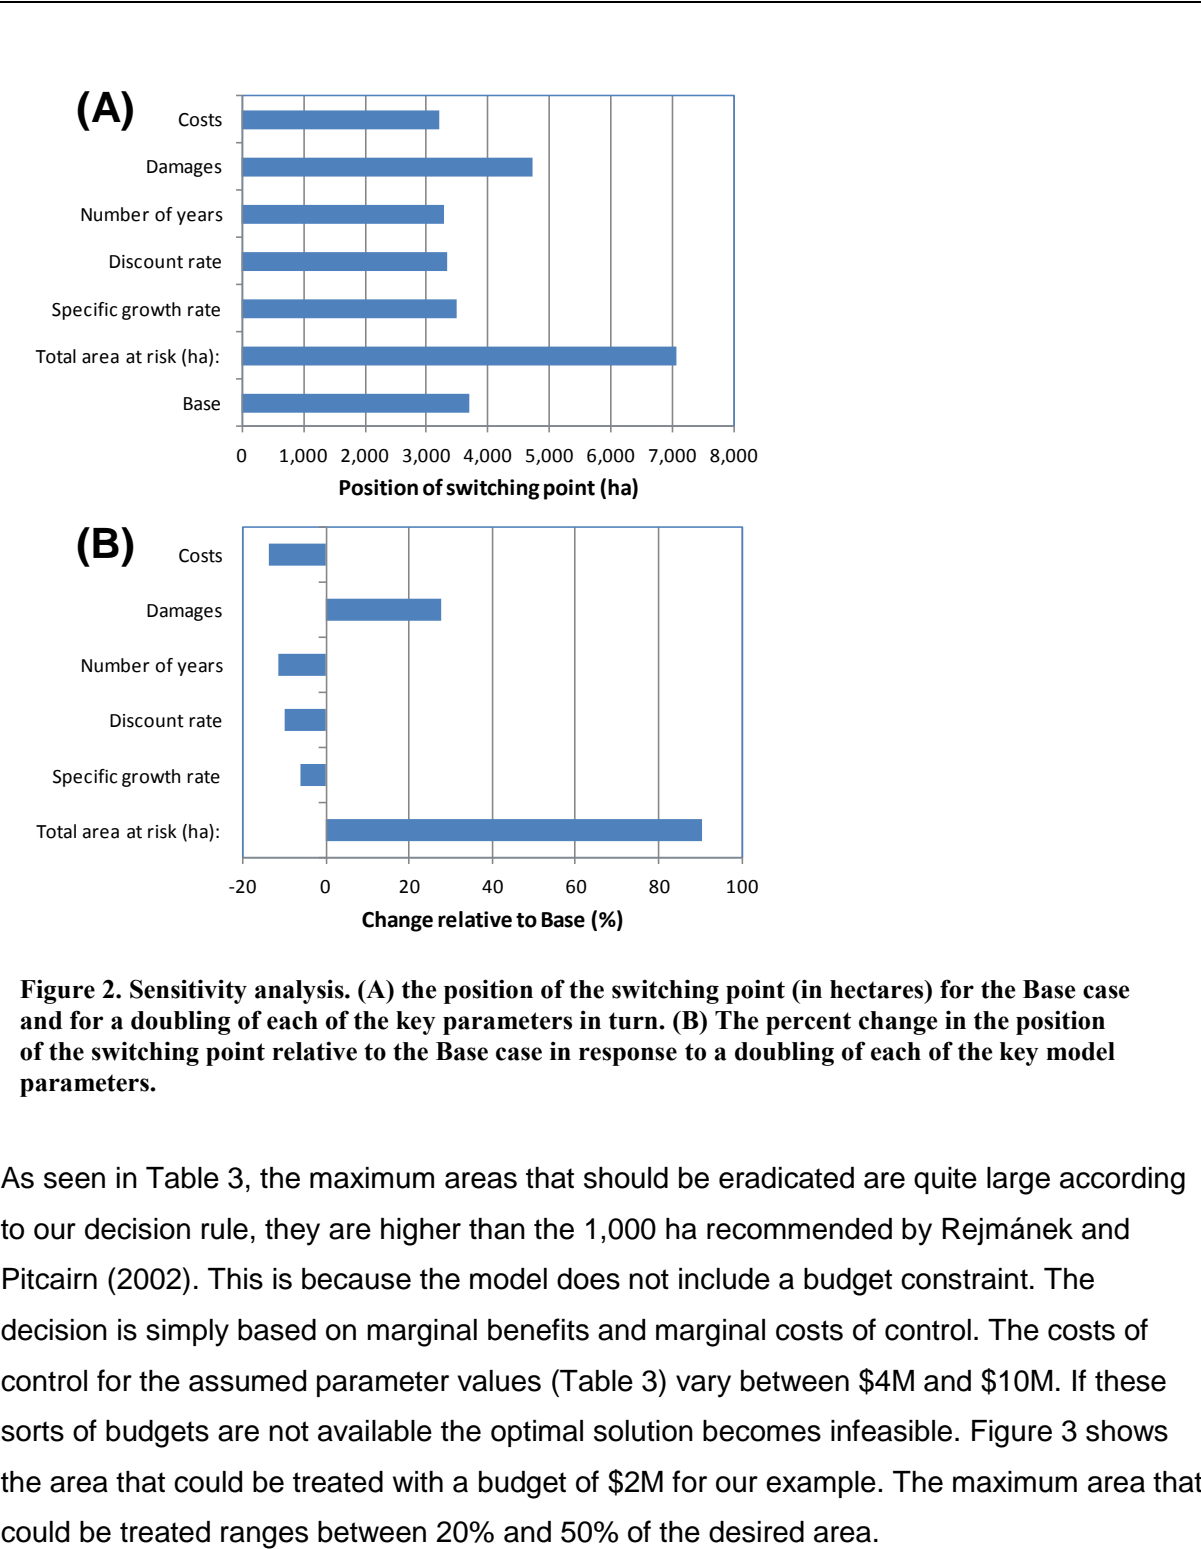 (A)
Costs
Damages
Number of years
Discount rate
Specific growth rate
Total area at risk (ha):
Base
0 1,000 2,000 3,000 4,000 5,000 6,000 7,000 8,000
Position of switching point (ha)
(B)
Costs
Damages
Number of years
Discount rate
Specific growth rate
Total area at risk (ha):
-20 0 20 40 60 80 100
Change relative to Base (%)
Figure 2. Sensitivity analysis. (A) the position of the switching point (in hectares) for the Base case
and for a doubling of each of the key parameters in turn. (B) The percent change in the position
of the switching point relative to the Base case in response to a doubling of each of the key model
parameters.
As seen in Table 3, the maximum areas that should be eradicated are quite large according
to our decision rule, they are higher than the 1,000 ha recommended by Rejmánek and
Pitcairn (2002). This is because the model does not include a budget constraint. The
decision is simply based on marginal benefits and marginal costs of control. The costs of
control for the assumed parameter values (Table 3) vary between $4M and $10M. If these
sorts of budgets are not available the optimal solution becomes infeasible. Figure 3 shows
the area that could be treated with a budget of $2M for our example. The maximum area that
could be treated ranges between 20% and 50% of the desired area.